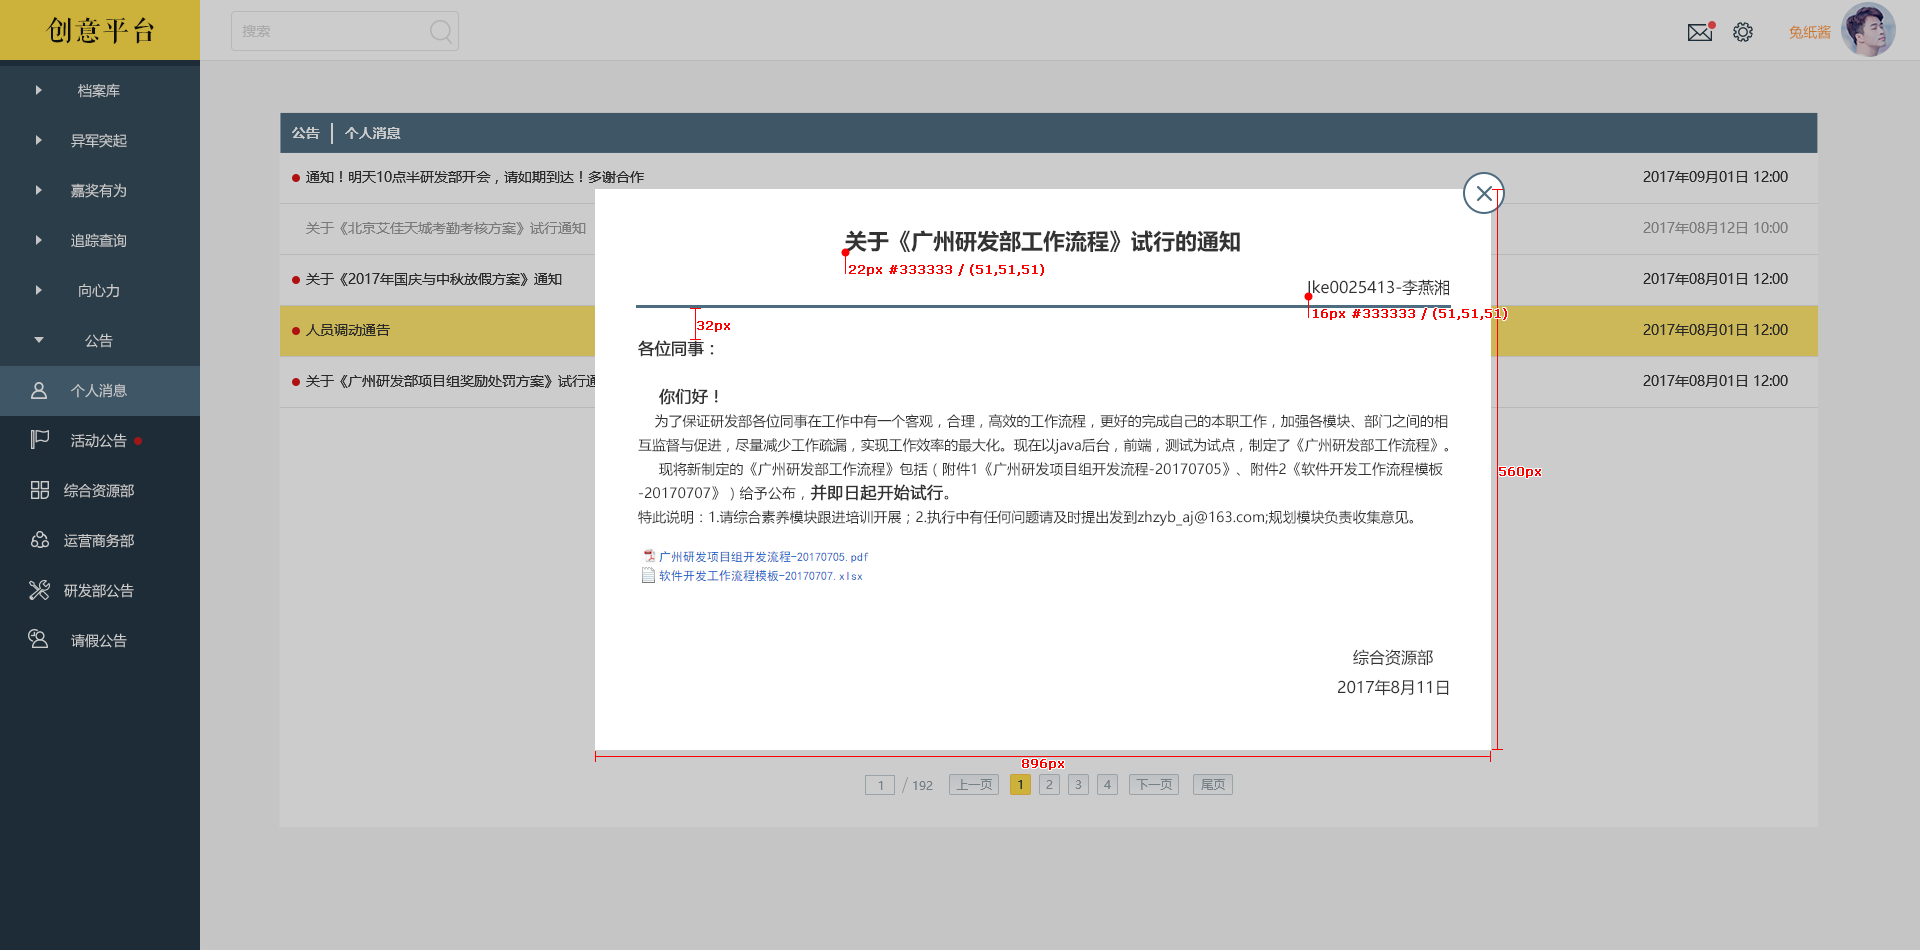 创意平台
搜索
兔纸酱
档案库
异军突起
嘉奖有为
追踪查询
向心力
公告
个人消息
活动公告
综合资源部
运营商务部
研发部公告
请假公告
公告 个人消息
通知！明天10点半研发部开会，请如期到达！多谢合作 2017年09月01日 12:00
关于《北京艾佳天城考勤考核方案》试行通知 2017年08月12日 10:00
关于《2017年国庆与中秋放假方案》通知 2017年08月01日 12:00
人员调动通告 2017年08月01日 12:00
关于《广州研发部项目组奖励处罚方案》试行通 2017年08月01日 12:00
关于《广州研发部工作流程》试行的通知
22px #333333 / (51,51,51)
Jke0025413-李燕湘
16px #333333 / (51,51,51)
32px
各位同事：
你们好！
为了保证研发部各位同事在工作中有一个客观，合理，高效的工作流程，更好的完成自己的本职工作，加强各模块、部门之间的相
互监督与促进，尽量减少工作疏漏，实现工作效率的最大化。现在以java后台，前端，测试为试点，制定了《广州研发部工作流程》。
现将新制定的《广州研发部工作流程》包括（附件1《广州研发项目组开发流程-20170705》、附件2《软件开发工作流程模板
-20170707》）给予公布，并即日起开始试行。
特此说明：1.请综合素养模块跟进培训开展；2.执行中有任何问题请及时提出发到zhzyb_aj@163.com;规划模块负责收集意见。
560px
广州研发项目组开发流程-20170705.pdf
软件开发工作流程模板-20170707.xlsx
综合资源部
2017年8月11日
896px
1 / 192 上一页 1 2 3 4 下一页 尾页